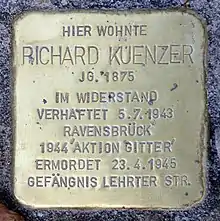 HIER WOHNTE
RICHARD KUENZER
JG. 1875
IM WIDERSTAND
VERHAFTET 5.7.1943
RAVENSBRÜCK
1944 'AKTION GITTER'
ERMORDET 23.4.1945
GEFÄNGNIS LEHRTER STR.